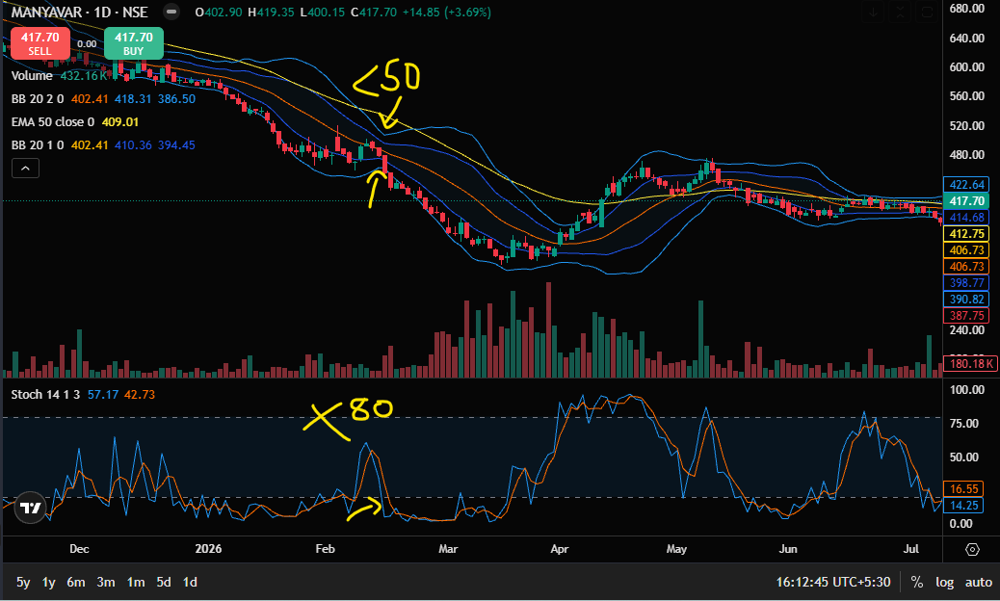 MANYAVAR · 1D · NSE O402.90 H419.35 L400.15 C417.70 +14.85 (+3.69%)
417.70 SELL 0.00 417.70 BUY
Volume 432.16K
BB 20 2 0 402.41 418.31 386.50
EMA 50 close 0 409.01
BB 20 1 0 402.41 410.36 394.45
<50
680.00
640.00
600.00
560.00
520.00
480.00
422.64
417.70
414.68
412.75
406.73
406.73
398.77
390.82
387.75
240.00
180.18K
Stoch 14 1 3 57.17 42.73
80
100.00
75.00
50.00
16.55
14.25
0.00
Dec 2026 Feb Mar Apr May Jun Jul
5y 1y 6m 3m 1m 5d 1d 16:12:45 UTC+5:30 % log auto